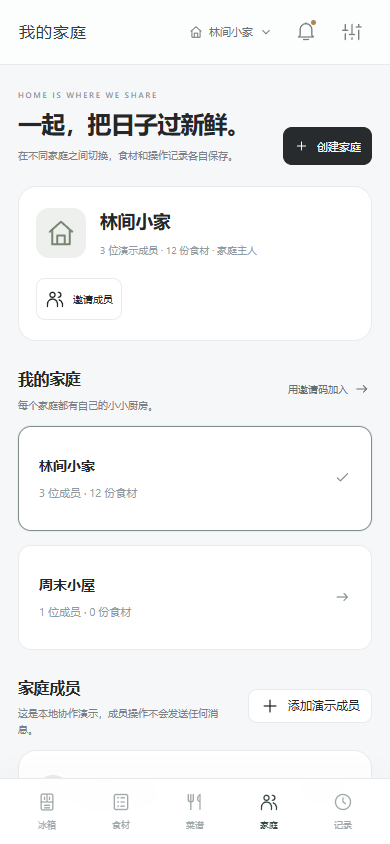 我的家庭
林间小家
HOME IS WHERE WE SHARE
一起，把日子过新鲜。
在不同家庭之间切换，食材和操作记录各自保存。
创建家庭
林间小家
3 位演示成员 · 12 份食材 · 家庭主人
邀请成员
我的家庭
每个家庭都有自己的小小厨房。
用邀请码加入
林间小家
3 位成员 · 12 份食材
周末小屋
1 位成员 · 0 份食材
家庭成员
这是本地协作演示，成员操作不会发送任何消
息。
添加演示成员
冰箱
食材
菜谱
家庭
记录